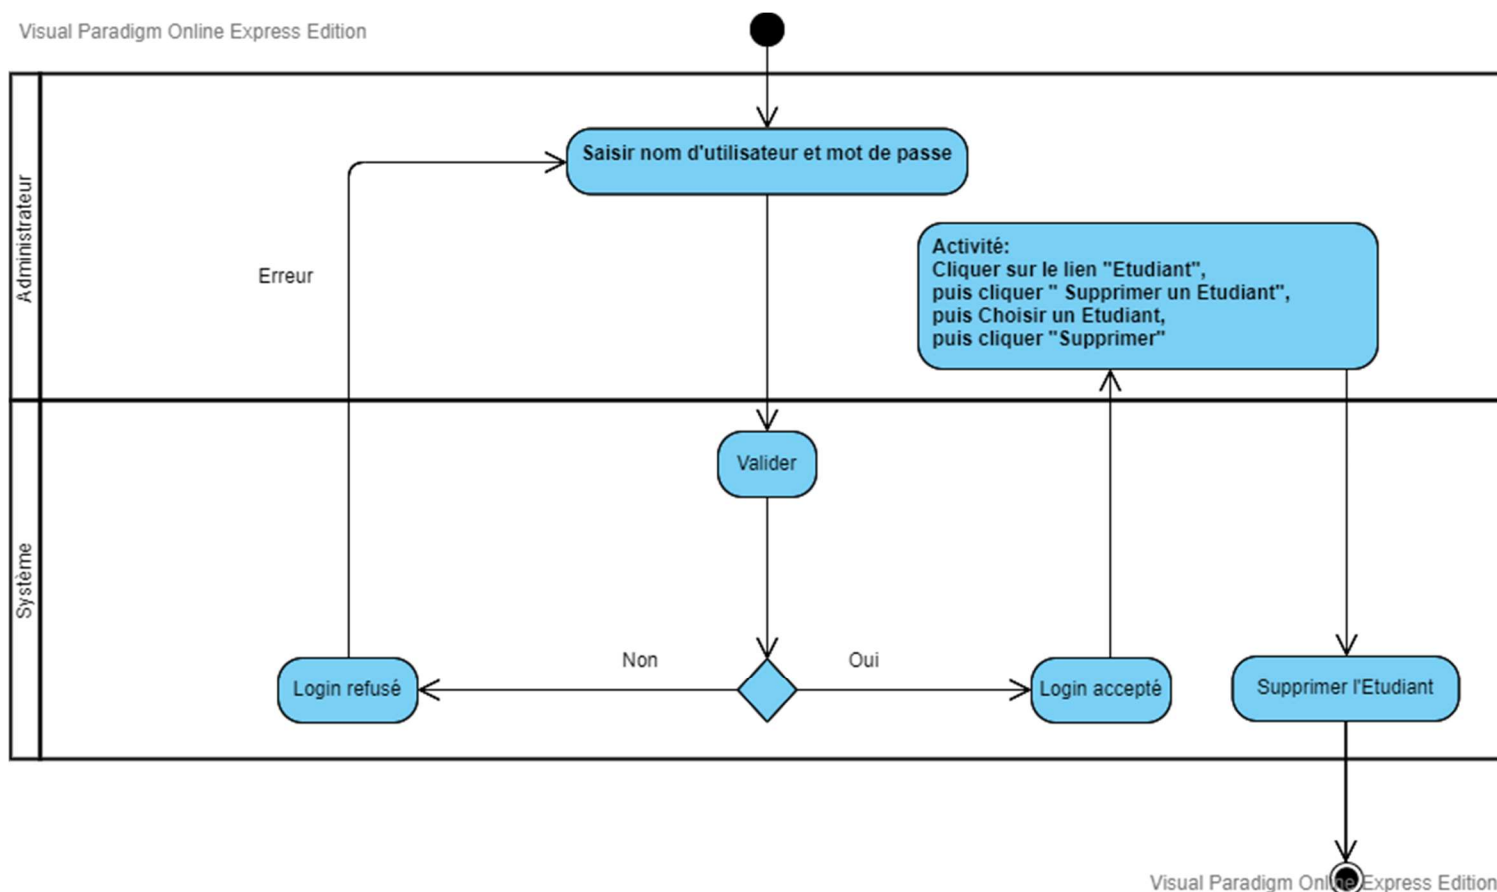 Visual Paradigm Online Express Edition
Administrateur
Saisir nom d'utilisateur et mot de passe
Erreur
Activité:
Cliquer sur le lien "Etudiant",
puis cliquer " Supprimer un Etudiant",
puis Choisir un Etudiant,
puis cliquer "Supprimer"
Système
Valider
Non
Oui
Login refusé
Login accepté
Supprimer l'Etudiant
Visual Paradigm Online Express Edition